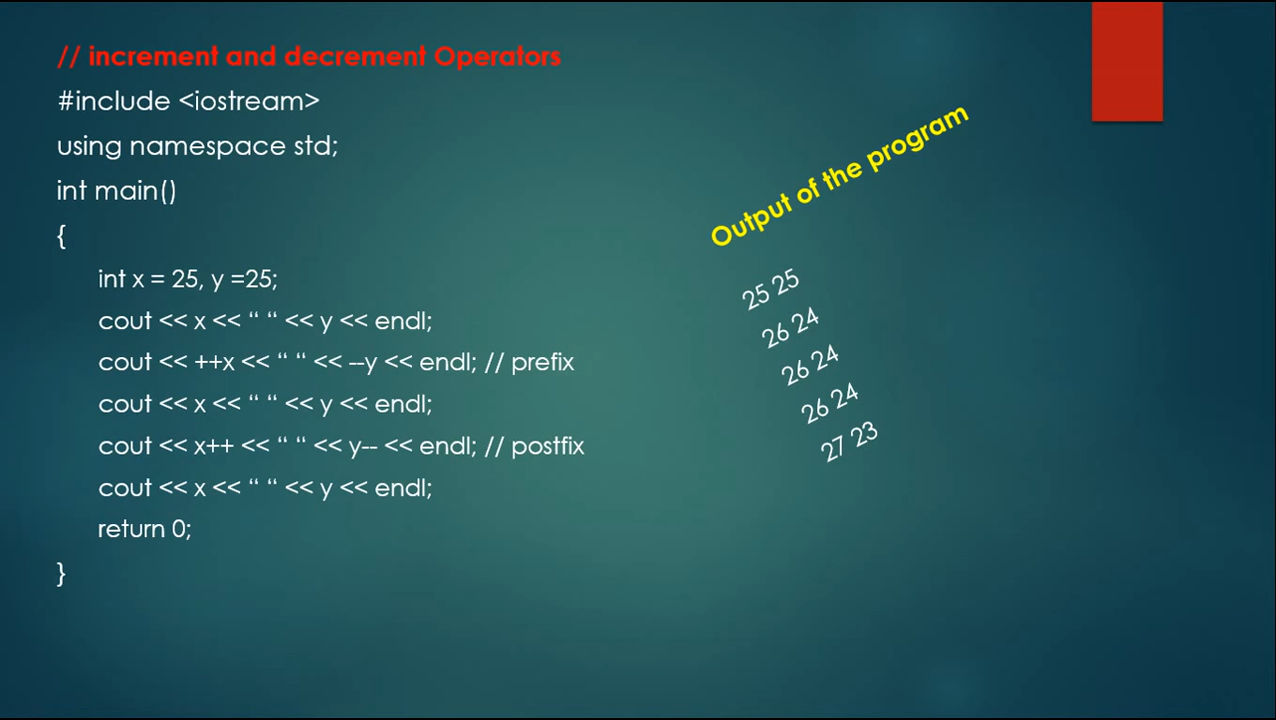 // increment and decrement Operators
#include <iostream>
using namespace std;
int main()
{
int x = 25, y =25;
cout << x << “ “ << y << endl;
cout << ++x << “ “ << --y << endl; // prefix
cout << x << “ “ << y << endl;
cout << x++ << “ “ << y-- << endl; // postfix
cout << x << “ “ << y << endl;
return 0;
}
Output of the program
25 25
26 24
26 24
26 24
27 23